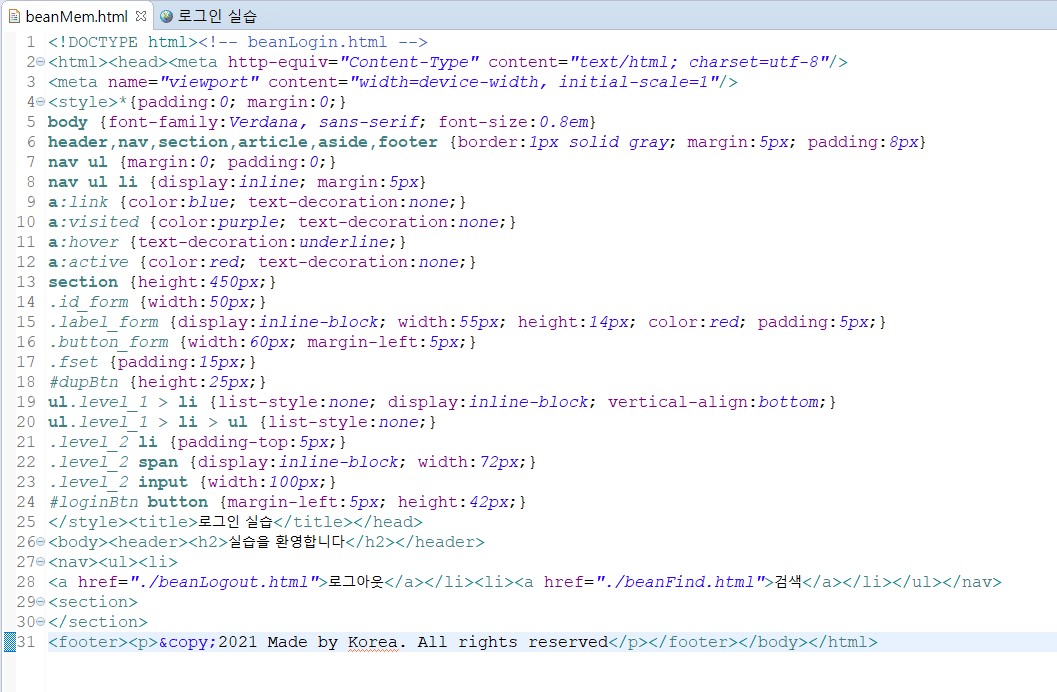 beanMem.html 로그인 실습
1 <!DOCTYPE html><!-- beanLogin.html -->
2 <html><head><meta http-equiv="Content-Type" content="text/html; charset=utf-8"/>
3 <meta name="viewport" content="width=device-width, initial-scale=1"/>
4 <style>*{padding:0; margin:0;}
5 body {font-family:Verdana, sans-serif; font-size:0.8em}
6 header,nav,section,article,aside,footer {border:1px solid gray; margin:5px; padding:8px}
7 nav ul {margin:0; padding:0;}
8 nav ul li {display:inline; margin:5px}
9 a:link {color:blue; text-decoration:none;}
10 a:visited {color:purple; text-decoration:none;}
11 a:hover {text-decoration:underline;}
12 a:active {color:red; text-decoration:none;}
13 section {height:450px;}
14 .id_form {width:50px;}
15 .label_form {display:inline-block; width:55px; height:14px; color:red; padding:5px;}
16 .button_form {width:60px; margin-left:5px;}
17 .fset {padding:15px;}
18 #dupBtn {height:25px;}
19 ul.level_1 > li {list-style:none; display:inline-block; vertical-align:bottom;}
20 ul.level_1 > li > ul {list-style:none;}
21 .level_2 li {padding-top:5px;}
22 .level_2 span {display:inline-block; width:72px;}
23 .level_2 input {width:100px;}
24 #loginBtn button {margin-left:5px; height:42px;}
25 </style><title>로그인 실습</title></head>
26 <body><header><h2>실습을 환영합니다</h2></header>
27 <nav><ul><li>
28 <a href="./beanLogout.html">로그아웃</a></li><li><a href="./beanFind.html">검색</a></li></ul></nav>
29 <section>
30 </section>
31 <footer><p>&copy;2021 Made by Korea. All rights reserved</p></footer></body></html>